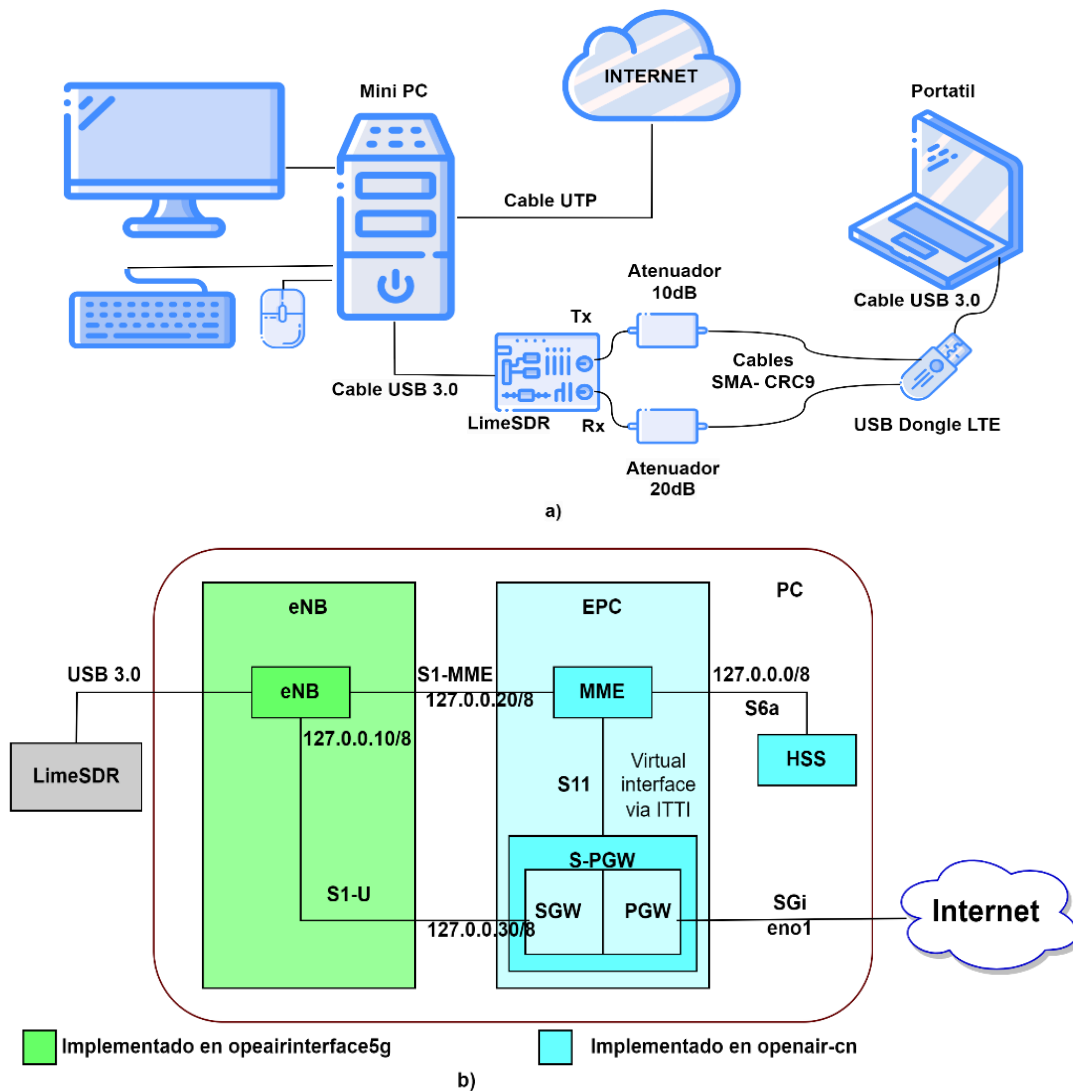 INTERNET
Mini PC
Portatil
Cable UTP
Atenuador
10dB
Cable USB 3.0
Tx
Cables
SMA- CRC9
Cable USB 3.0
LimeSDR
Rx
USB Dongle LTE
Atenuador
20dB
a)
PC
eNB
EPC
USB 3.0
S1-MME
127.0.0.0/8
eNB
127.0.0.20/8
MME
S6a
127.0.0.10/8
LimeSDR
HSS
S11
Virtual
interface
via ITTI
S-PGW
S1-U
SGW
PGW
SGi
127.0.0.30/8
eno1
Internet
Implementado en opeairinterface5g
Implementado en openair-cn
b)